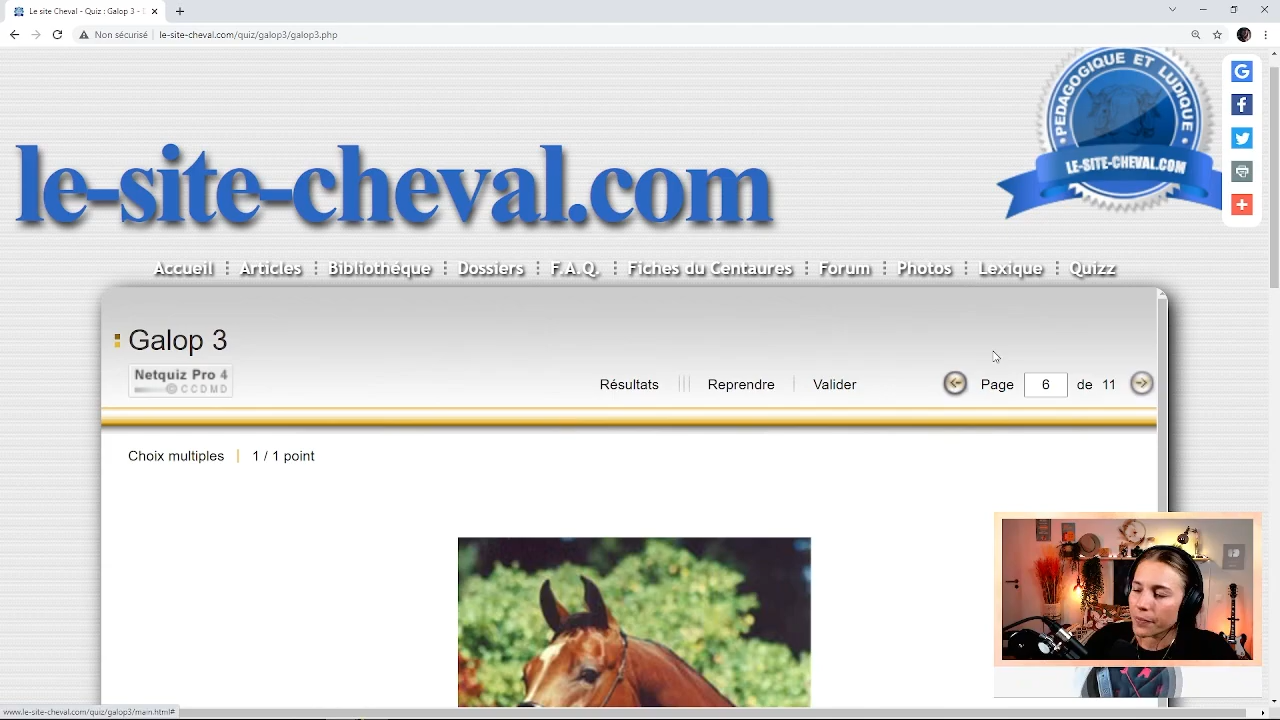 Le site Cheval - Quiz : Galop 3 - D
Non sécurisé | le-site-cheval.com/quiz/galop3/galop3.php
PEDAGOGIQUE ET LUDIQUE
LE-SITE-CHEVAL.COM
le-site-cheval.com
Accueil Articles Bibliothéque Dossiers F.A.Q. Fiches du Centaures Forum Photos Lexique Quizz
Galop 3
Netquiz Pro 4
© CCDMD
Résultats Reprendre Valider Page 6 de 11
Choix multiples | 1 / 1 point
www.le-site-cheval.com/quiz/galop3/main.html#